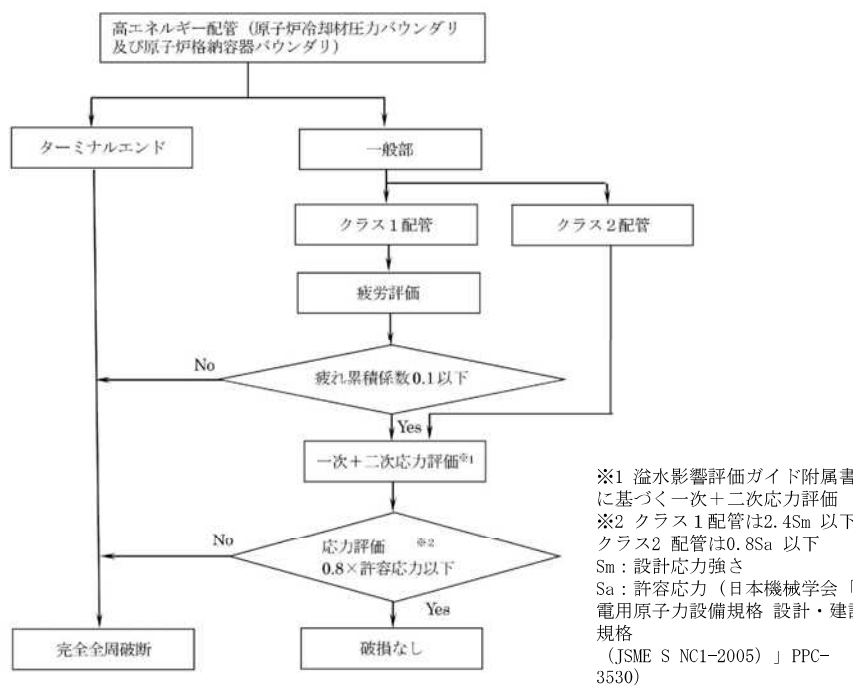 高エネルギー配管（原子炉冷却材圧力バウンダリ
及び原子炉格納容器バウンダリ）
ターミナルエンド
一般部
クラス１配管
クラス２配管
疲労評価
No
疲れ累積係数0.1以下
Yes
一次＋二次応力評価※1
No
応力評価 ※2
0.8×許容応力以下
Yes
完全全周破断
破損なし
※1 溢水影響評価ガイド附属書
に基づく一次＋二次応力評価
※2 クラス１配管は2.4Sm 以下
クラス2 配管は0.8Sa 以下
Sm：設計応力強さ
Sa：許容応力（日本機械学会「
電用原子力設備規格 設計・建設
規格
（JSME S NC1-2005）」PPC-
3530）